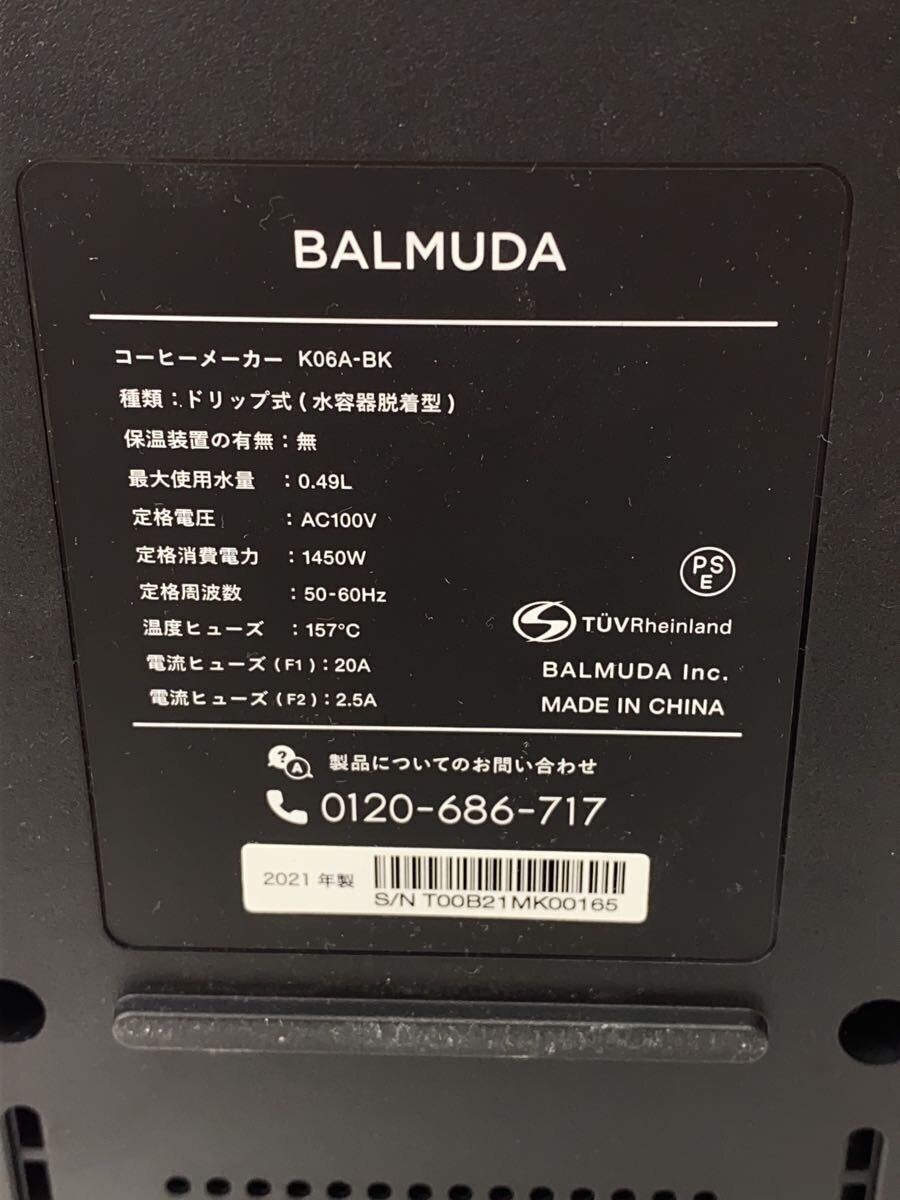 BALMUDA
コーヒーメーカー K06A-BK
種類：ドリップ式 (水容器脱着型)
保温装置の有無：無
最大使用水量 ：0.49L
定格電圧 ：AC100V
定格消費電力 ：1450W
定格周波数 ：50-60Hz
温度ヒューズ ：157℃
電流ヒューズ (F1)：20A
電流ヒューズ (F2)：2.5A
PS
E
TÜVRheinland
BALMUDA Inc.
MADE IN CHINA
? A 製品についてのお問い合わせ
0120-686-717
2021 年製
S/N T00B21MK00165